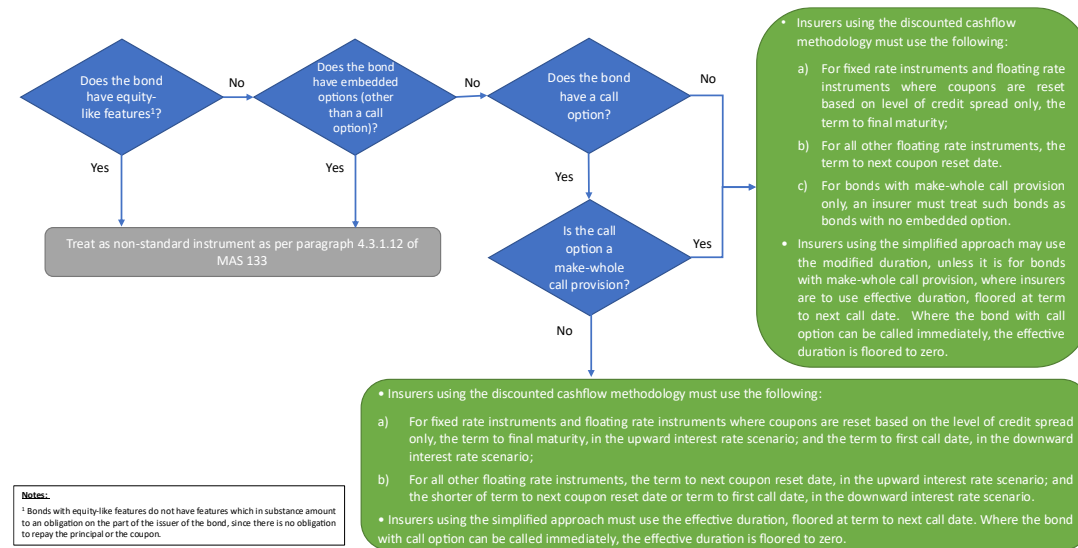 Does the bond
have equity-
like features¹?
No
Yes
Does the bond
have embedded
options (other
than a call
option)?
No
Yes
Does the bond
have a call
option?
No
Yes
Treat as non-standard instrument as per paragraph 4.3.1.12 of
MAS 133
Is the call
option a
make-whole
call provision?
Yes
No
• Insurers using the discounted cashflow
methodology must use the following:
a) For fixed rate instruments and floating rate
instruments where coupons are reset
based on level of credit spread only, the
term to final maturity;
b) For all other floating rate instruments, the
term to next coupon reset date.
c) For bonds with make-whole call provision
only, an insurer must treat such bonds as
bonds with no embedded option.
• Insurers using the simplified approach may use
the modified duration, unless it is for bonds
with make-whole call provision, where insurers
are to use effective duration, floored at term
to next call date. Where the bond with call
option can be called immediately, the effective
duration is floored to zero.
• Insurers using the discounted cashflow methodology must use the following:
a) For fixed rate instruments and floating rate instruments where coupons are reset based on the level of credit spread
only, the term to final maturity, in the upward interest rate scenario; and the term to first call date, in the downward
interest rate scenario;
b) For all other floating rate instruments, the term to next coupon reset date, in the upward interest rate scenario; and
the shorter of term to next coupon reset date or term to first call date, in the downward interest rate scenario.
• Insurers using the simplified approach must use the effective duration, floored at term to next call date. Where the bond
with call option can be called immediately, the effective duration is floored to zero.
Notes:
¹ Bonds with equity-like features do not have features which in substance amount
to an obligation on the part of the issuer of the bond, since there is no obligation
to repay the principal or the coupon.